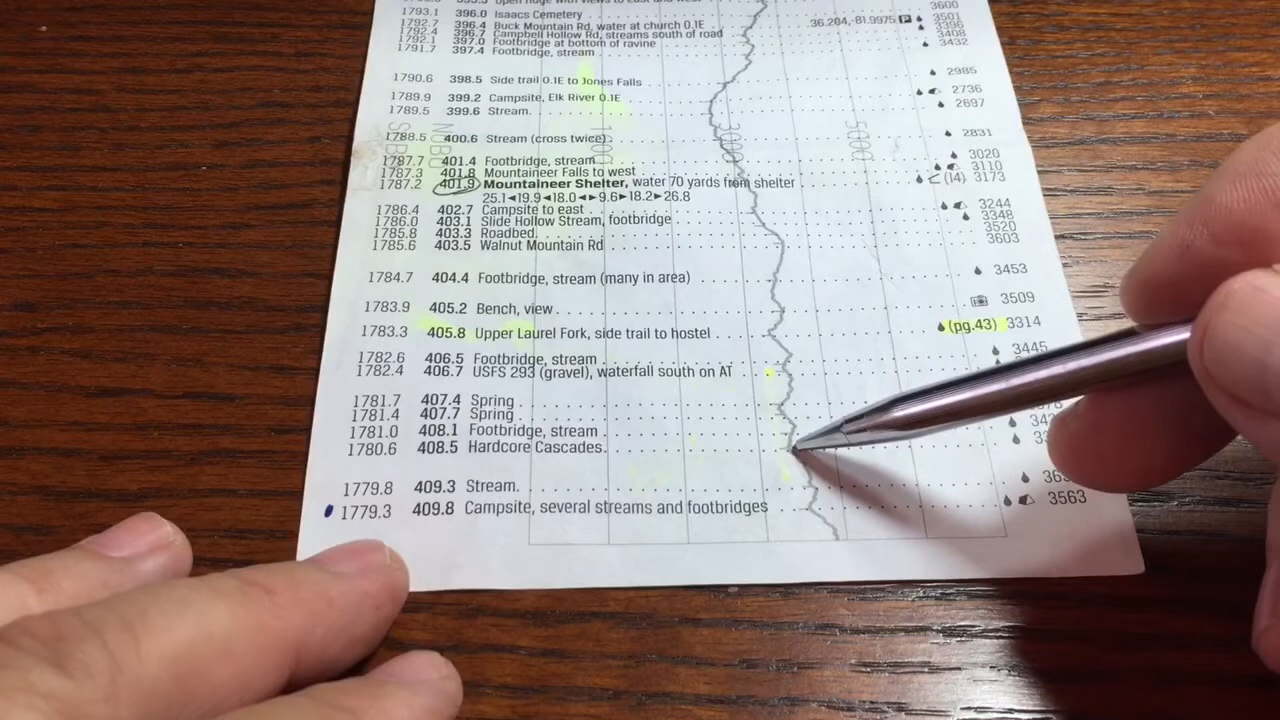 1793.1 396.0 Isaacs Cemetery 3600
1792.7 396.4 Buck Mountain Rd, water at church 0.1E 36.204,-81.9975 P 3501
1792.4 396.7 Campbell Hollow Rd, streams south of road 3396
1792.1 397.0 Footbridge at bottom of ravine 3408
1791.7 397.4 Footbridge, stream 3432
1790.6 398.5 Side trail 0.1E to Jones Falls 2985
1789.9 399.2 Campsite, Elk River 0.1E 2736
1789.5 399.6 Stream 2697
SOBO NOBO 1000 3000 5000
1788.5 400.6 Stream (cross twice) 2831
1787.7 401.4 Footbridge, stream 3020
1787.3 401.8 Mountaineer Falls to west 3110
1787.2 401.9 Mountaineer Shelter, water 70 yards from shelter (14) 3173
25.1◄19.9◄18.0◄►9.6►18.2►26.8
1786.4 402.7 Campsite to east 3244
1786.0 403.1 Slide Hollow Stream, footbridge 3348
1785.8 403.3 Roadbed 3520
1785.6 403.5 Walnut Mountain Rd 3603
1784.7 404.4 Footbridge, stream (many in area) 3453
1783.9 405.2 Bench, view 3509
1783.3 405.8 Upper Laurel Fork, side trail to hostel (pg.43) 3314
1782.6 406.5 Footbridge, stream 3445
1782.4 406.7 USFS 293 (gravel), waterfall south on AT
1781.7 407.4 Spring
1781.4 407.7 Spring
1781.0 408.1 Footbridge, stream
1780.6 408.5 Hardcore Cascades
1779.8 409.3 Stream
1779.3 409.8 Campsite, several streams and footbridges 3563